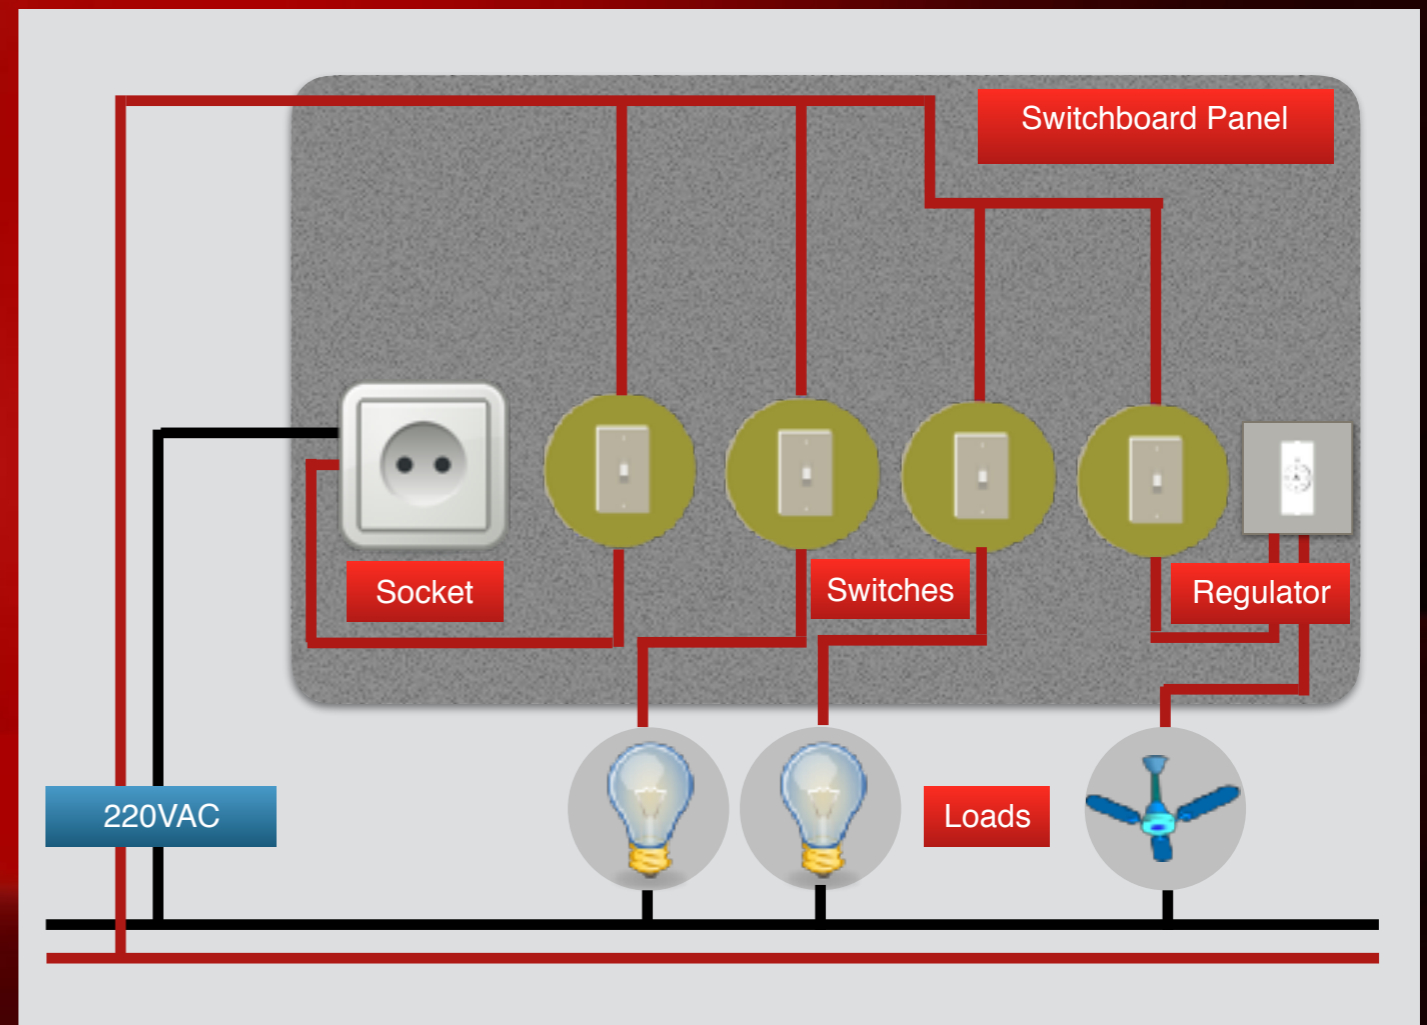 Switchboard Panel
Socket
Switches
Regulator
220VAC
Loads